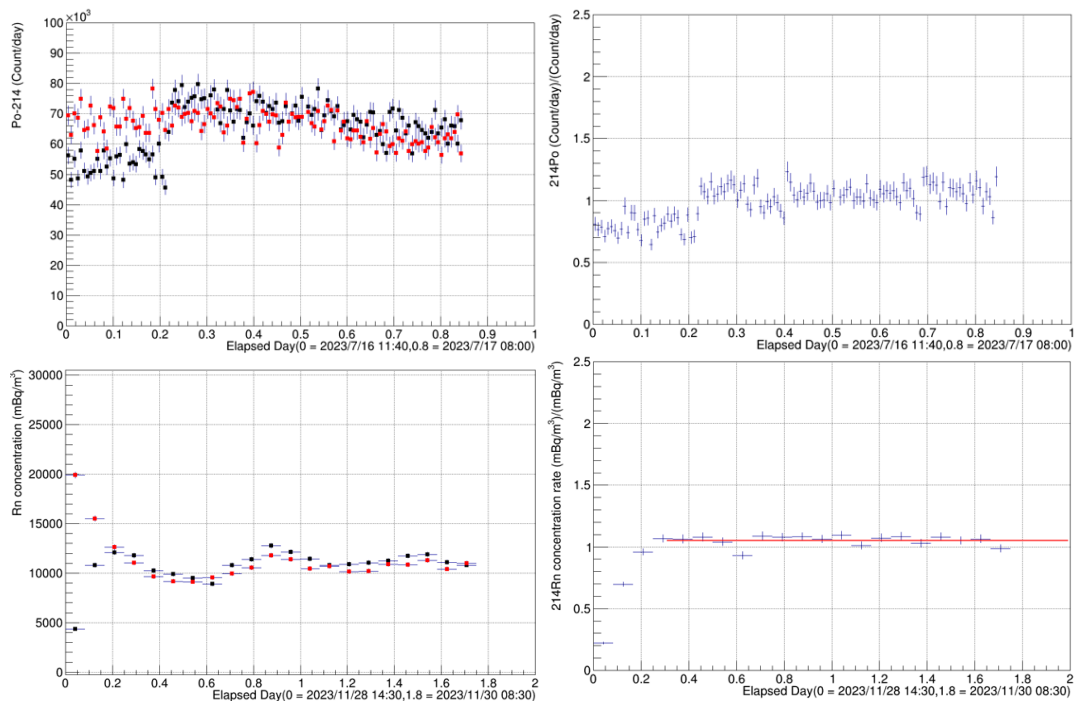 ×10³
Po-214 (Count/day)
100
90
80
70
60
50
40
30
20
10
0
0 0.1 0.2 0.3 0.4 0.5 0.6 0.7 0.8 0.9 1
Elapsed Day(0 = 2023/7/16 11:40,0.8 = 2023/7/17 08:00)
214Po (Count/day)/(Count/day)
2.5
2
1.5
1
0.5
0
0 0.1 0.2 0.3 0.4 0.5 0.6 0.7 0.8 0.9 1
Elapsed Day(0 = 2023/7/16 11:40,0.8 = 2023/7/17 08:00)
Rn concentration (mBq/m³)
30000
25000
20000
15000
10000
5000
0
0 0.2 0.4 0.6 0.8 1 1.2 1.4 1.6 1.8 2
Elapsed Day(0 = 2023/11/28 14:30,1.8 = 2023/11/30 08:30)
214Rn concentration rate (mBq/m³)/(mBq/m³)
2.5
2
1.5
1
0.5
0
0 0.2 0.4 0.6 0.8 1 1.2 1.4 1.6 1.8 2
Elapsed Day(0 = 2023/11/28 14:30,1.8 = 2023/11/30 08:30)